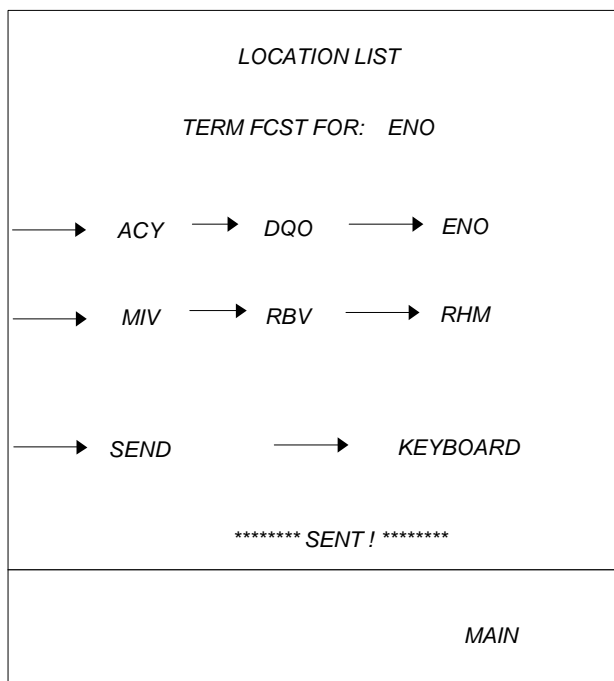 LOCATION LIST
TERM FCST FOR: ENO
ACY DQO ENO
MIV RBV RHM
SEND KEYBOARD
******** SENT ! ********
MAIN